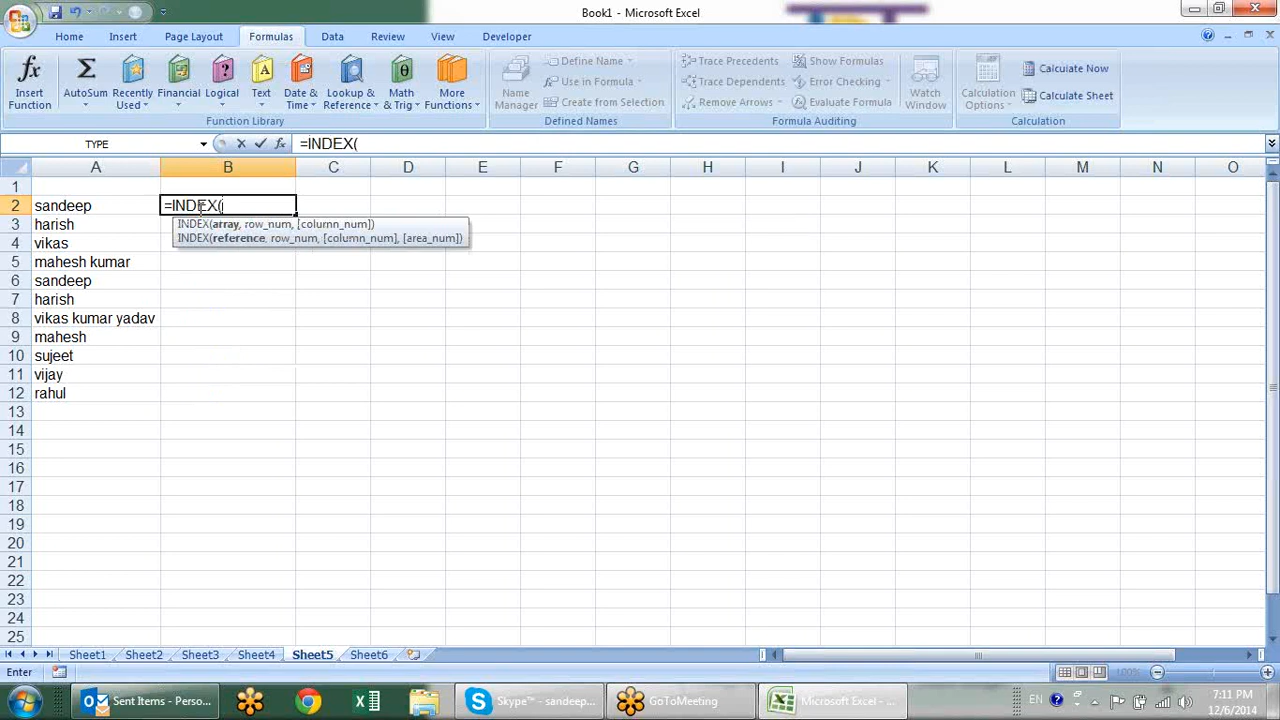 Book1 - Microsoft Excel
Home Insert Page Layout Formulas Data Review View Developer
fx Insert Function
Σ AutoSum
Recently Used
Financial
Logical
A Text
Date & Time
Lookup & Reference
θ Math & Trig
More Functions
Function Library
Name Manager
Define Name
Use in Formula
Create from Selection
Defined Names
Trace Precedents
Trace Dependents
Remove Arrows
Show Formulas
Error Checking
Evaluate Formula
Formula Auditing
Watch Window
Calculation Options
Calculate Now
Calculate Sheet
Calculation
TYPE fx =INDEX(
A B C D E F G H I J K L M N O
1
2 sandeep =INDEX(
INDEX(array, row_num, [column_num])
INDEX(reference, row_num, [column_num], [area_num])
3 harish
4 vikas
5 mahesh kumar
6 sandeep
7 harish
8 vikas kumar yadav
9 mahesh
10 sujeet
11 vijay
12 rahul
13
14
15
16
17
18
19
20
21
22
23
24
25
Sheet1 Sheet2 Sheet3 Sheet4 Sheet5 Sheet6
Enter 100%
Sent Items - Perso... Skype™ - sandeep... GoToMeeting Microsoft Excel - ... EN 7:11 PM
12/6/2014